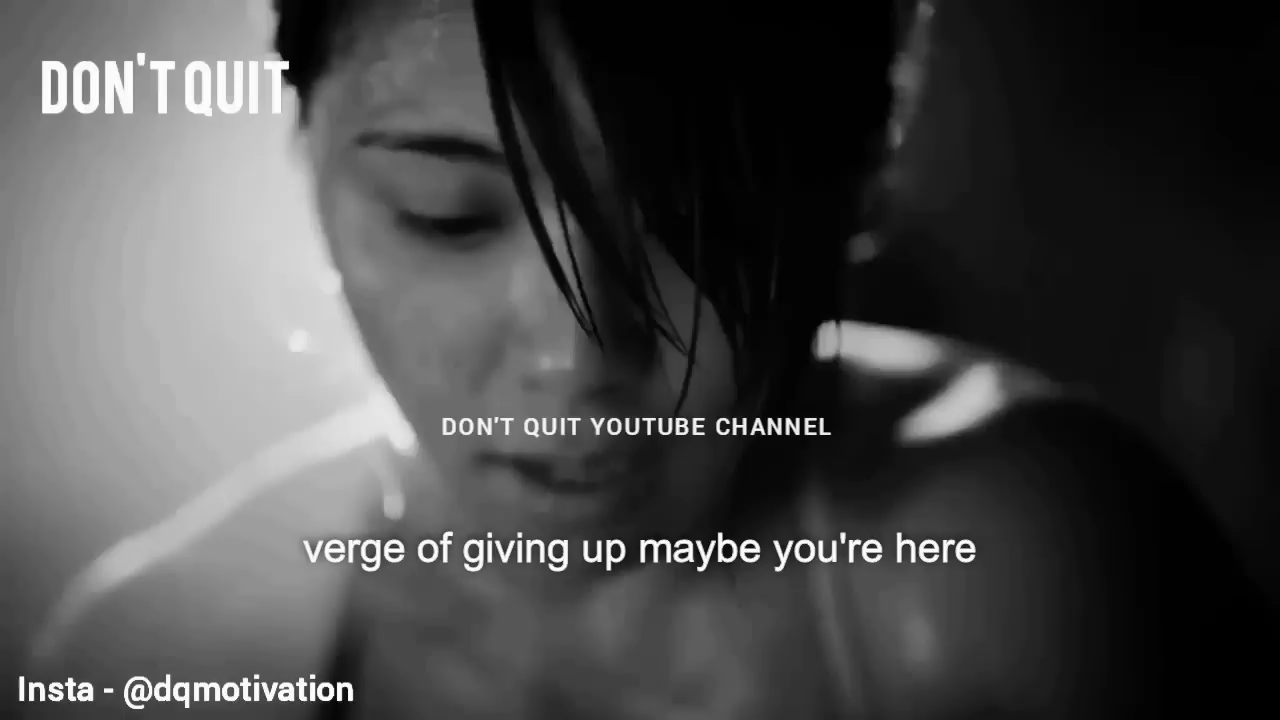 DON'T QUIT
DON'T QUIT YOUTUBE CHANNEL
verge of giving up maybe you're here
Insta - @dqmotivation